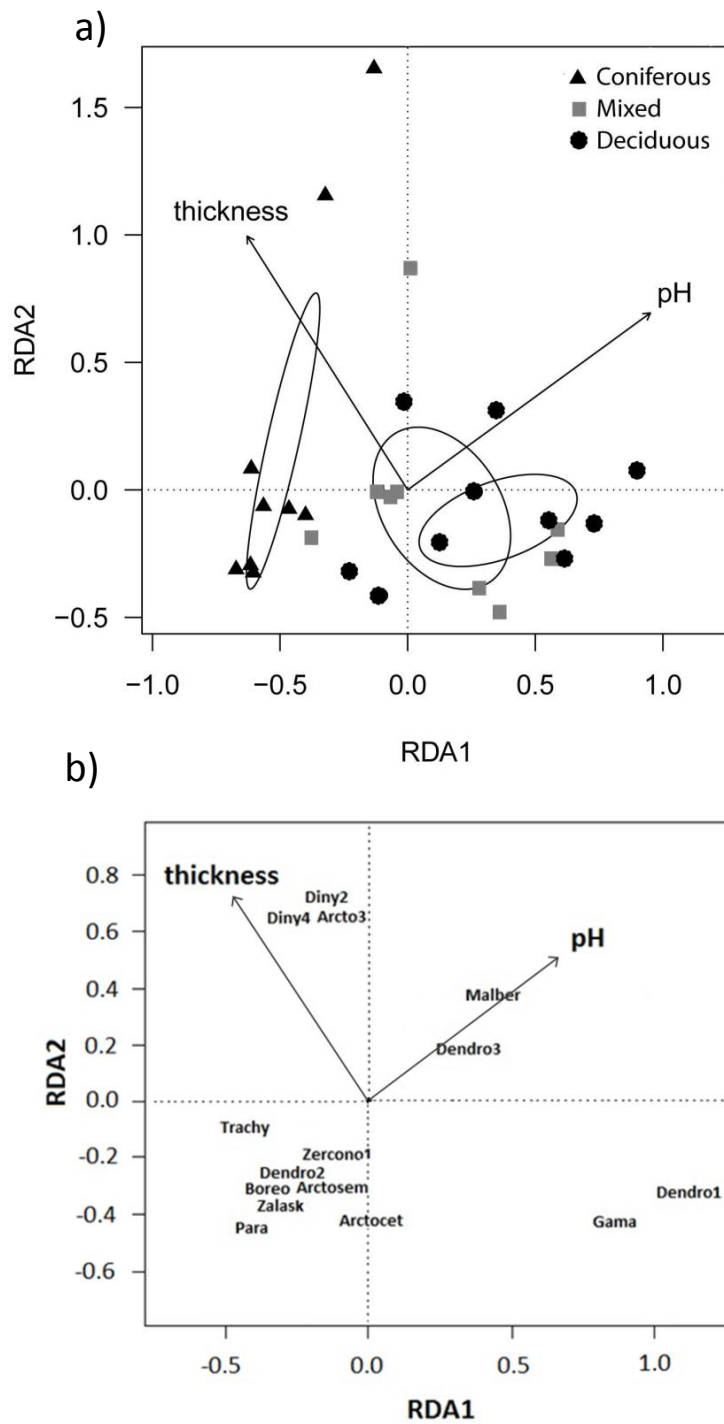 a)
Coniferous
Mixed
Deciduous
1.5
1.0
0.5
0.0
−0.5
RDA2
thickness
pH
−1.0 −0.5 0.0 0.5 1.0
RDA1
b)
0.8
0.6
0.4
0.2
0.0
-0.2
-0.4
-0.6
RDA2
thickness
Diny2
Diny4 Arcto3
pH
Malber
Dendro3
Trachy
Zercono1
Dendro2
Boreo Arctosem
Zalask
Para
Arctocet
Gama
Dendro1
-0.5 0.0 0.5 1.0
RDA1